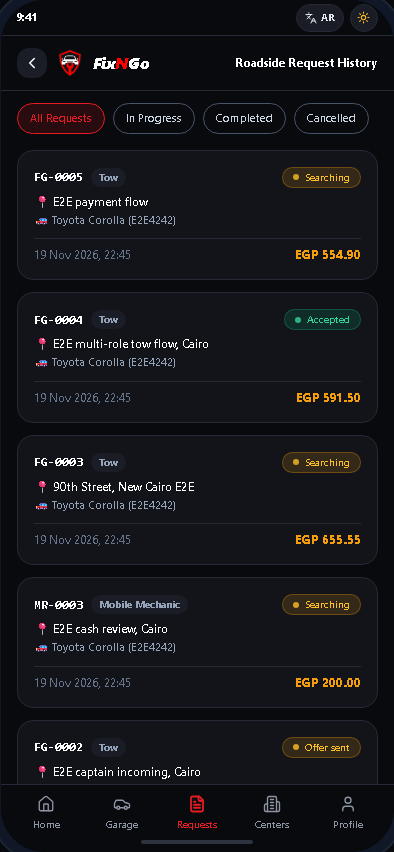 9:41
AR
FixNGo
Roadside Request History
All Requests
In Progress
Completed
Cancelled
FG-0005 Tow Searching
E2E payment flow
Toyota Corolla (E2E4242)
19 Nov 2026, 22:45 EGP 554.90
FG-0004 Tow Accepted
E2E multi-role tow flow, Cairo
Toyota Corolla (E2E4242)
19 Nov 2026, 22:45 EGP 591.50
FG-0003 Tow Searching
90th Street, New Cairo E2E
Toyota Corolla (E2E4242)
19 Nov 2026, 22:45 EGP 655.55
MR-0003 Mobile Mechanic Searching
E2E cash review, Cairo
Toyota Corolla (E2E4242)
19 Nov 2026, 22:45 EGP 200.00
FG-0002 Tow Offer sent
E2E captain incoming, Cairo
Home
Garage
Requests
Centers
Profile